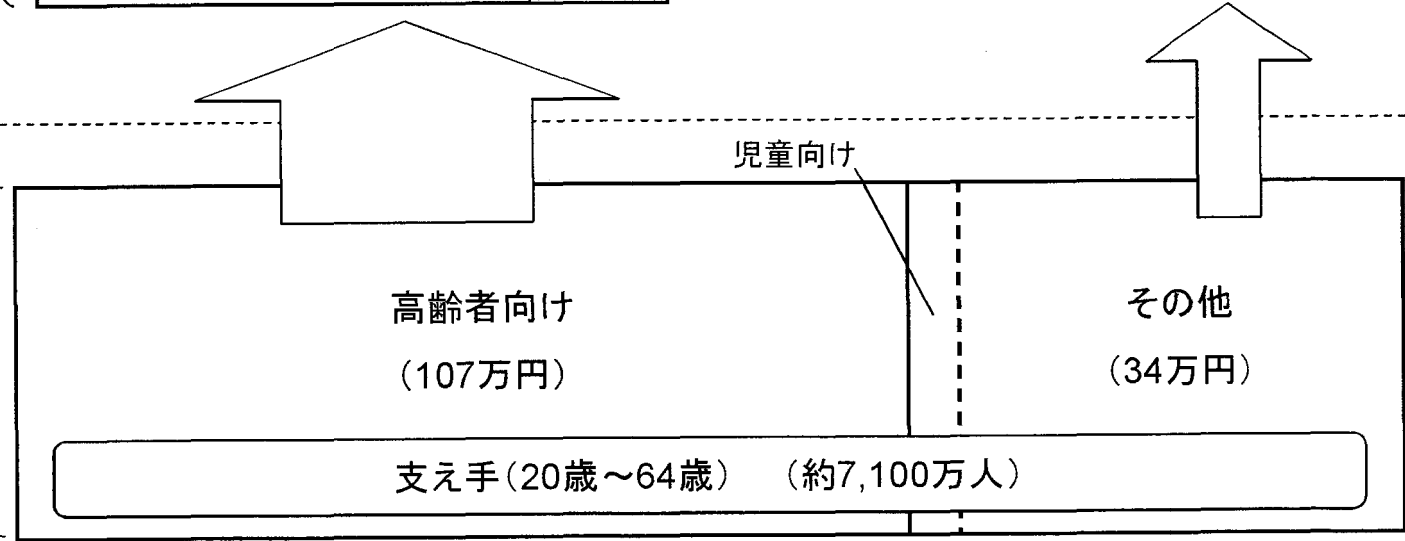 児童向け
高齢者向け
（107万円）
その他
（34万円）
支え手（20歳～64歳）　（約7,100万人）